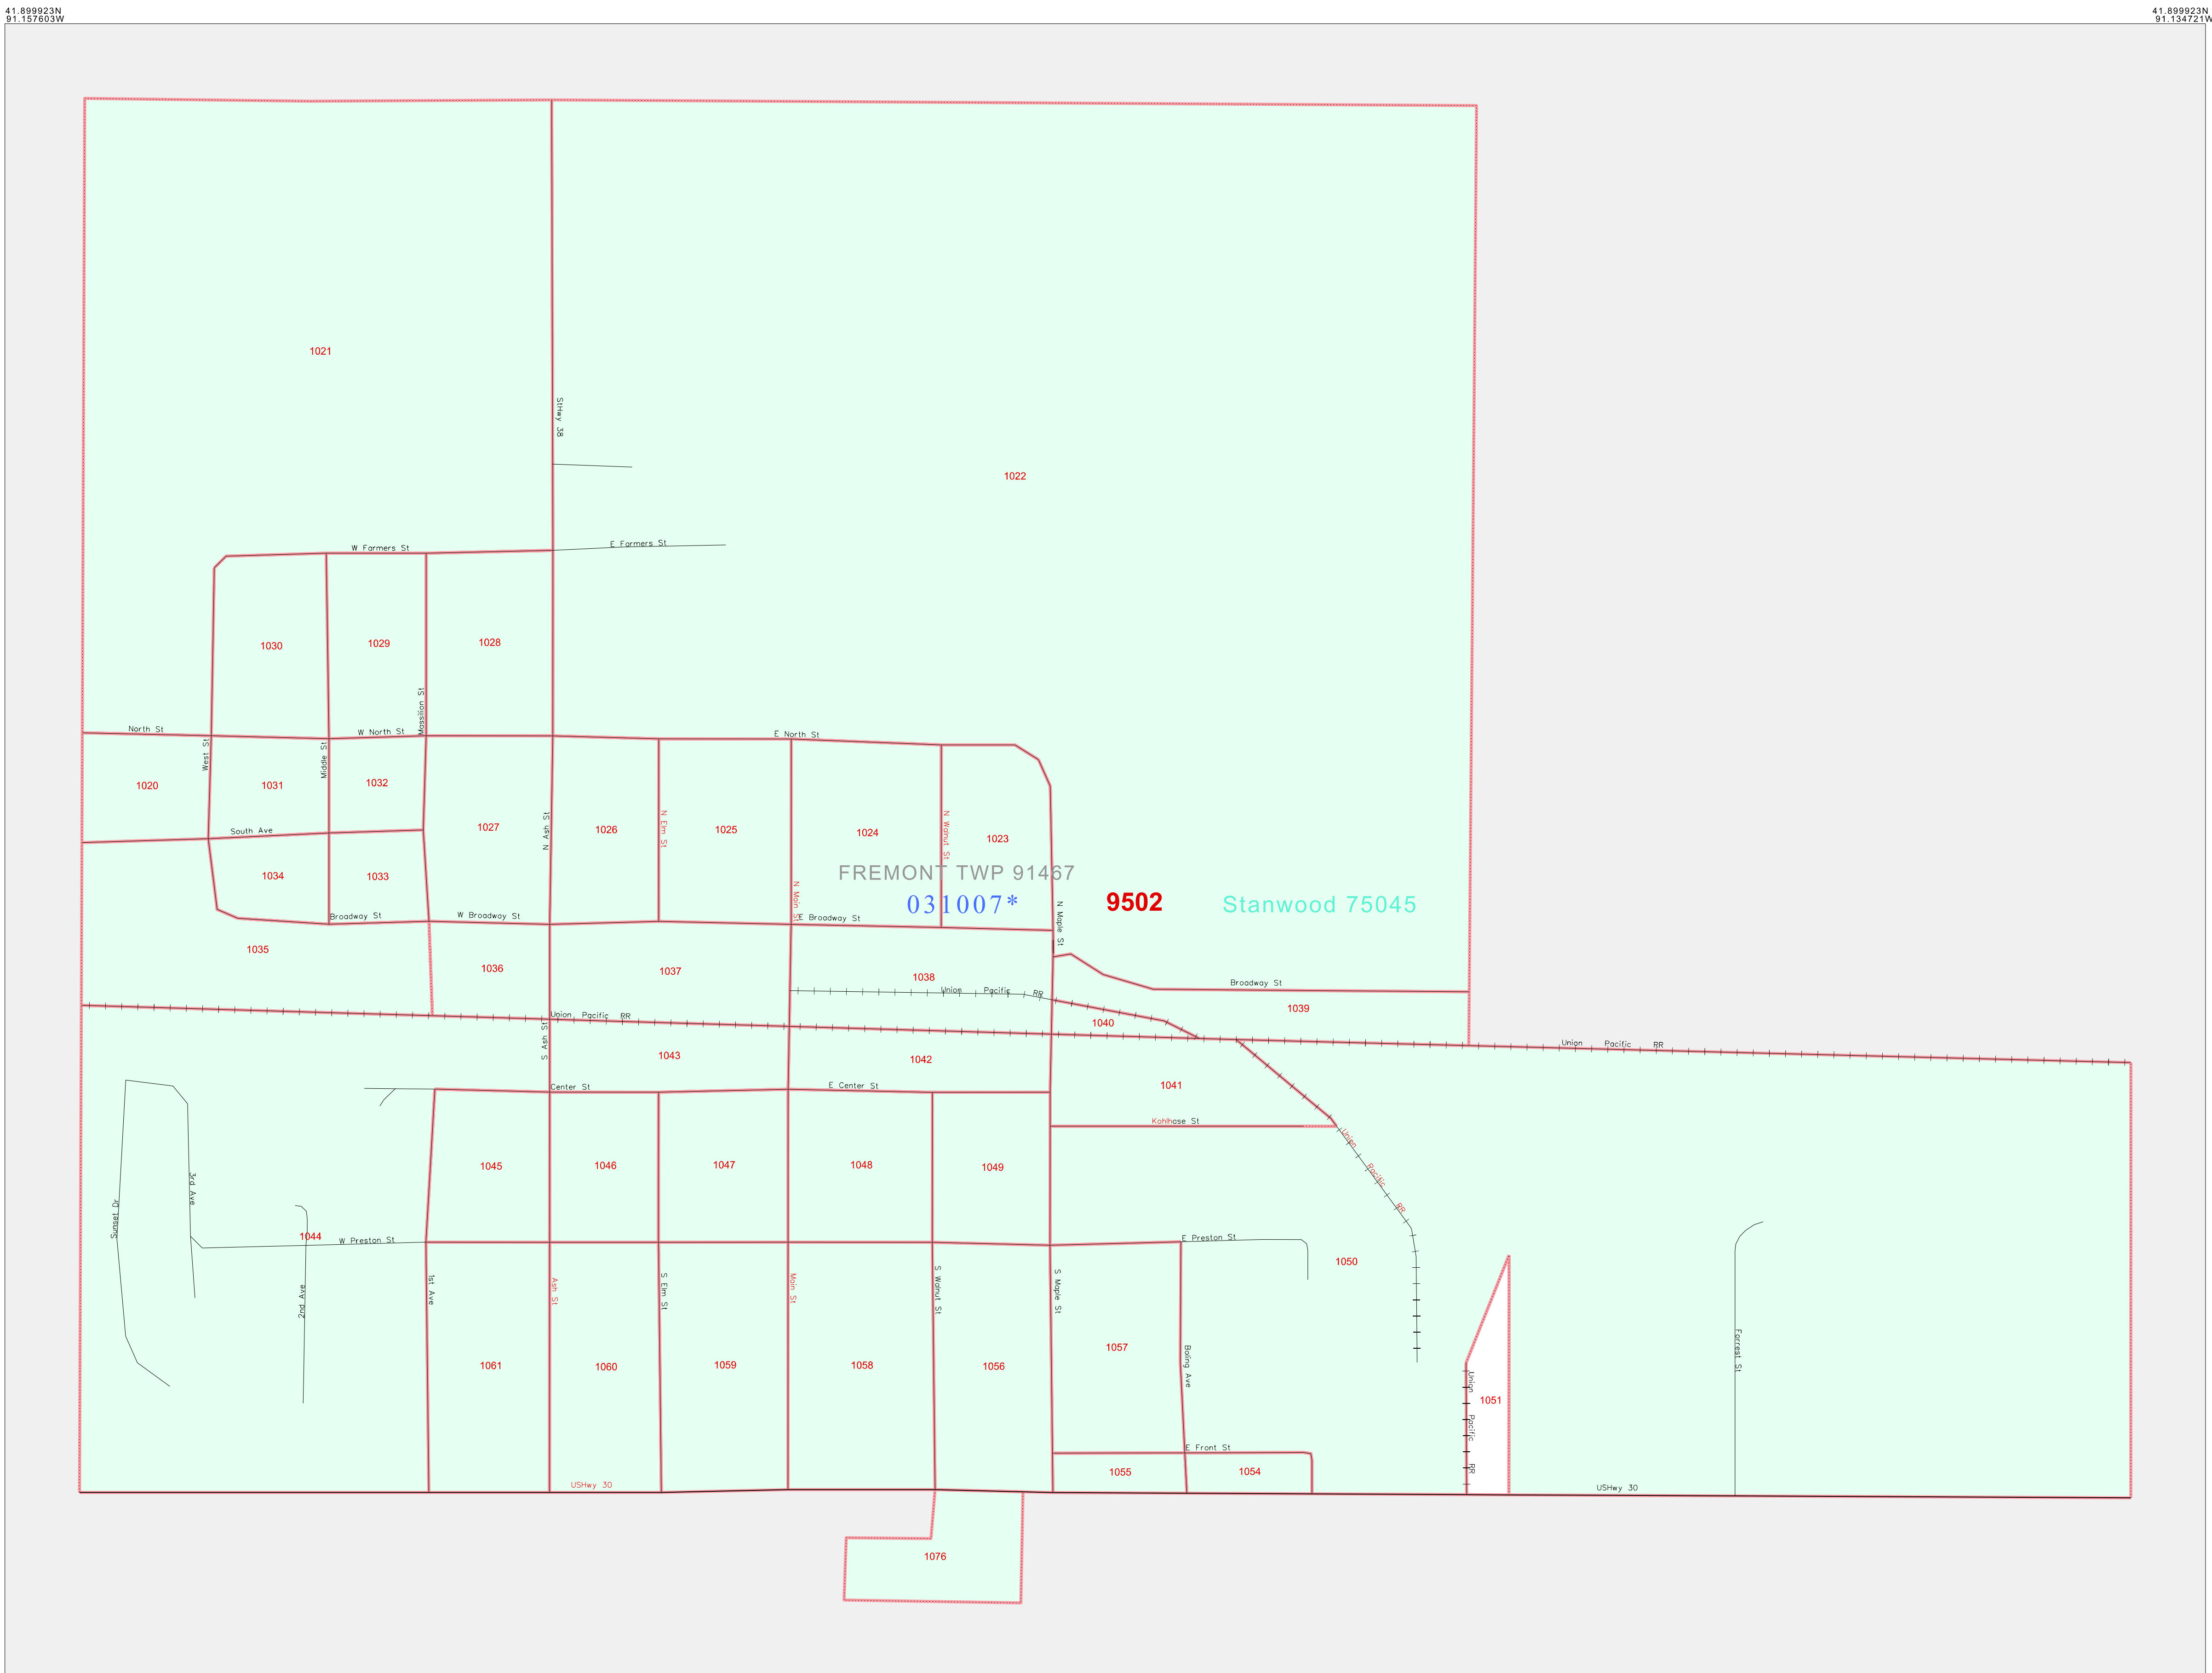 41.899923N
91.157603W
41.899923N
91.134721W
1021
StHwy 38
1022
W Farmers St
E Farmers St
1030
1029
1028
Massilion St
North St
W North St
E North St
West St
Middle St
1020
1031
1032
1027
N Ash St
1026
N Elm St
1025
1024
N Walnut St
1023
South Ave
1034
1033
FREMONT TWP 91467
031007*
9502
Stanwood 75045
N Main St
N Maple St
Broadway St
W Broadway St
E Broadway St
1035
1036
1037
1038
Union Pacific RR
Broadway St
1039
1040
Union Pacific RR
S Ash St
Union Pacific RR
1043
1042
1041
Center St
E Center St
Kohlhase St
Union Pacific RR
1045
1046
1047
1048
1049
3rd Ave
Sunset Dr
1044
W Preston St
E Preston St
1050
1st Ave
2nd Ave
Ash St
S Elm St
Main St
S Walnut St
S Maple St
1061
1060
1059
1058
1056
1057
Boling Ave
Forrest St
Union Pacific RR
1051
E Front St
1055
1054
USHwy 30
USHwy 30
1076